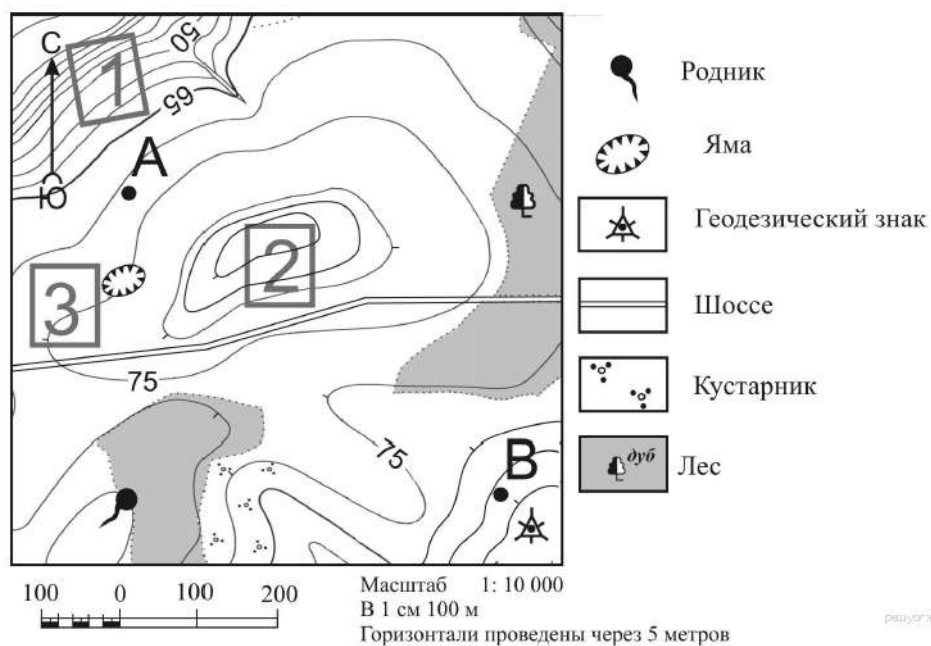 С
Ю
50
65
1
А
2
3
75
75
В
Родник
Яма
Геодезический знак
Шоссе
Кустарник
дуб
Лес
100 0 100 200
Масштаб 1: 10 000
В 1 см 100 м
Горизонтали проведены через 5 метров